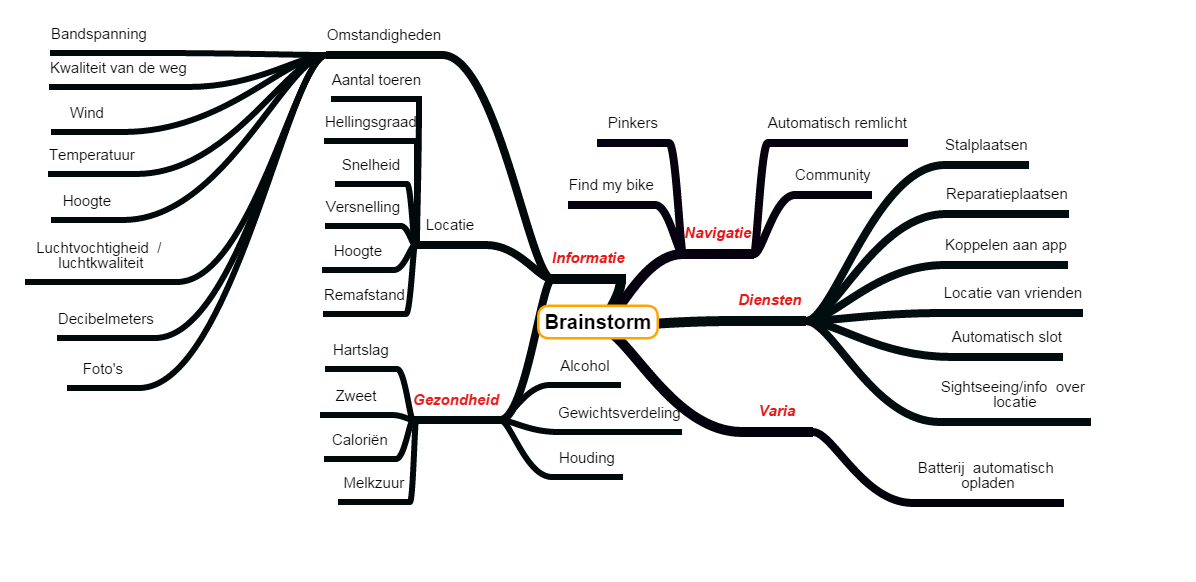 Bandspanning
Kwaliteit van de weg
Wind
Temperatuur
Hoogte
Luchtvochtigheid /
luchtkwaliteit
Decibelmeters
Foto's
Omstandigheden
Aantal toeren
Hellingsgraad
Snelheid
Versnelling
Hoogte
Remafstand
Locatie
Hartslag
Zweet
Caloriën
Melkzuur
Gezondheid
Alcohol
Gewichtsverdeling
Houding
Informatie
Brainstorm
Pinkers
Find my bike
Navigatie
Automatisch remlicht
Community
Diensten
Stalplaatsen
Reparatieplaatsen
Koppelen aan app
Locatie van vrienden
Automatisch slot
Sightseeing/info over
locatie
Varia
Batterij automatisch
opladen